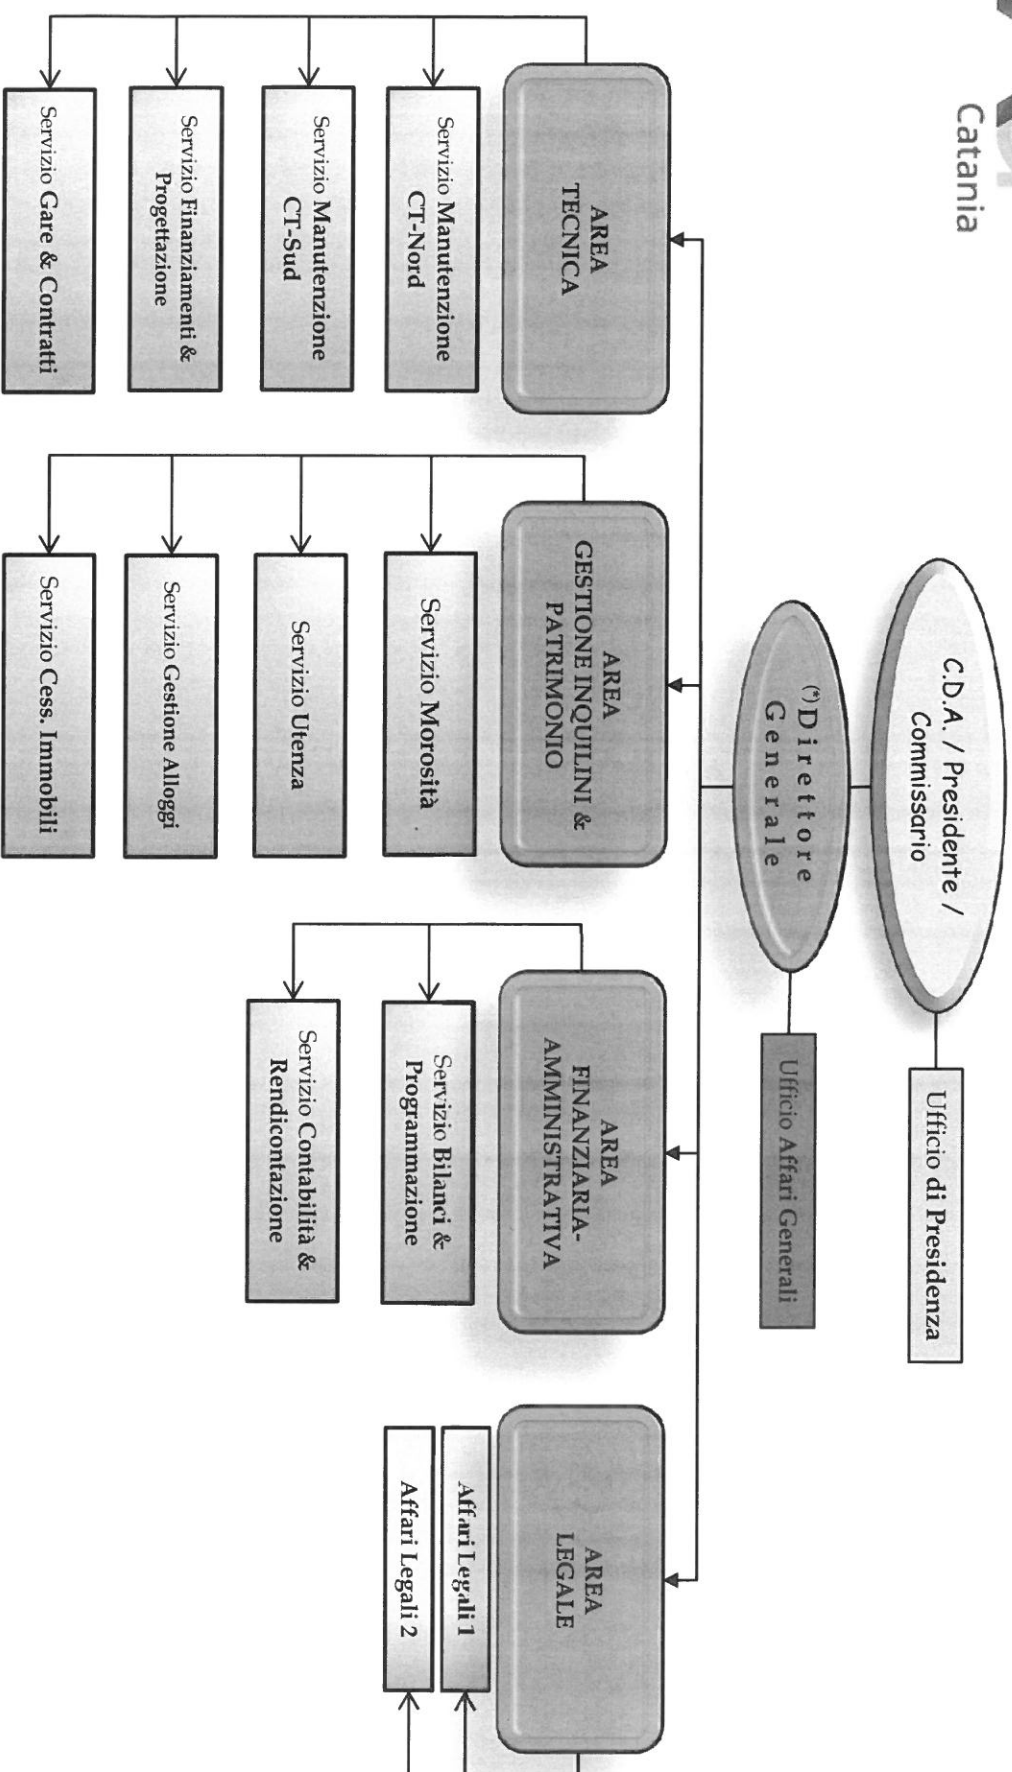 Catania
C.D.A. / Presidente /
Commissario
Ufficio di Presidenza
(*)Direttore
Generale
Ufficio Affari Generali
AREA
TECNICA
Servizio Manutenzione
CT-Nord
Servizio Manutenzione
CT-Sud
Servizio Finanziamenti &
Progettazione
Servizio Gare & Contratti
AREA
GESTIONE INQUILINI &
PATRIMONIO
Servizio Morosità
Servizio Utenza
Servizio Gestione Alloggi
Servizio Cess. Immobili
AREA
FINANZIARIA-
AMMINISTRATIVA
Servizio Bilanci &
Programmazione
Servizio Contabilità &
Rendicontazione
AREA
LEGALE
Affari Legali 1
Affari Legali 2